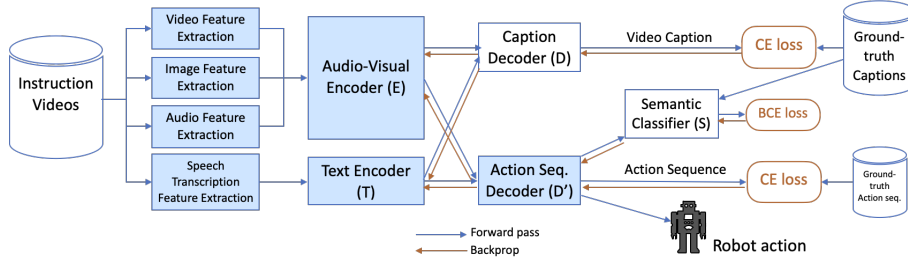 Instruction
Videos
Video Feature
Extraction
Image Feature
Extraction
Audio Feature
Extraction
Speech
Transcription
Feature Extraction
Audio-Visual
Encoder (E)
Text Encoder
(T)
Caption
Decoder (D)
Action Seq.
Decoder (D’)
Video Caption
CE loss
Ground-
truth
Captions
Semantic
Classifier (S)
BCE loss
Action Sequence
CE loss
Ground-
truth
Action seq.
Forward pass
Backprop
Robot action